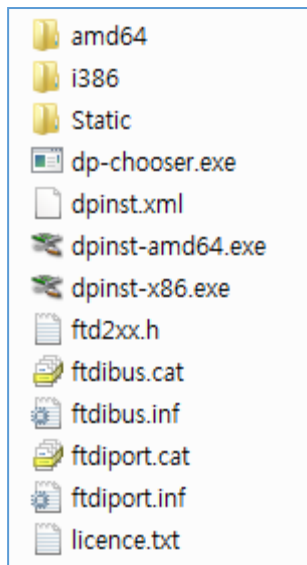 amd64
i386
Static
dp-chooser.exe
dpinst.xml
dpinst-amd64.exe
dpinst-x86.exe
ftd2xx.h
ftdibus.cat
ftdibus.inf
ftdiport.cat
ftdiport.inf
licence.txt